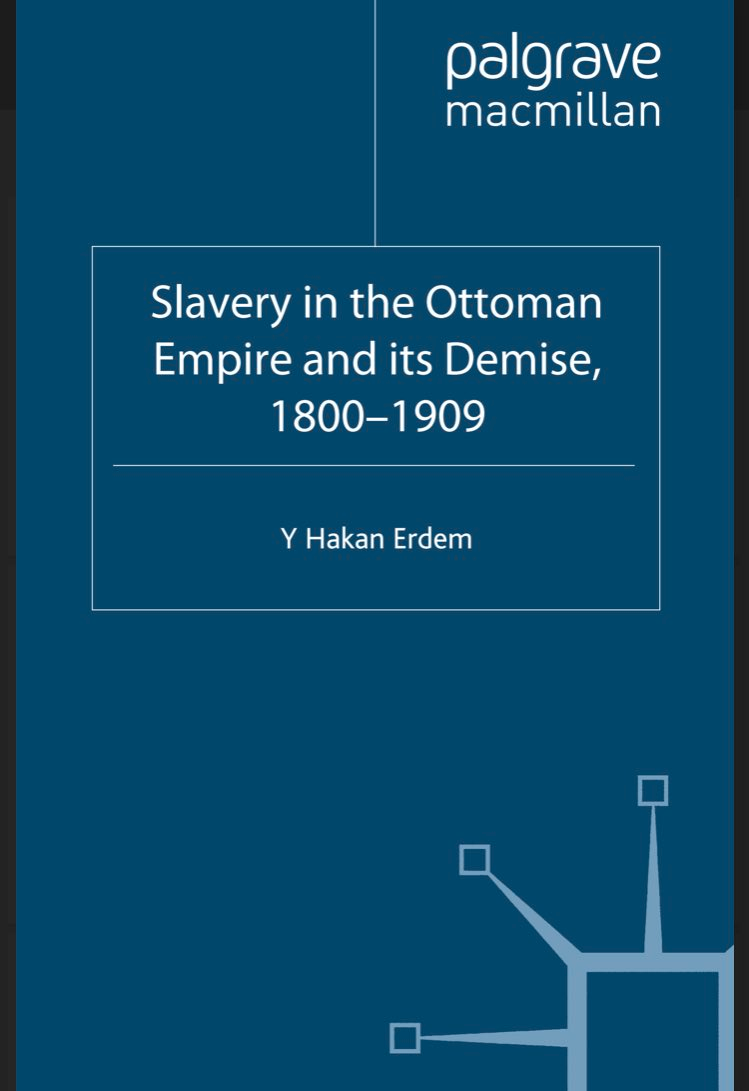 palgrave
macmillan
Slavery in the Ottoman
Empire and its Demise,
1800–1909
Y Hakan Erdem